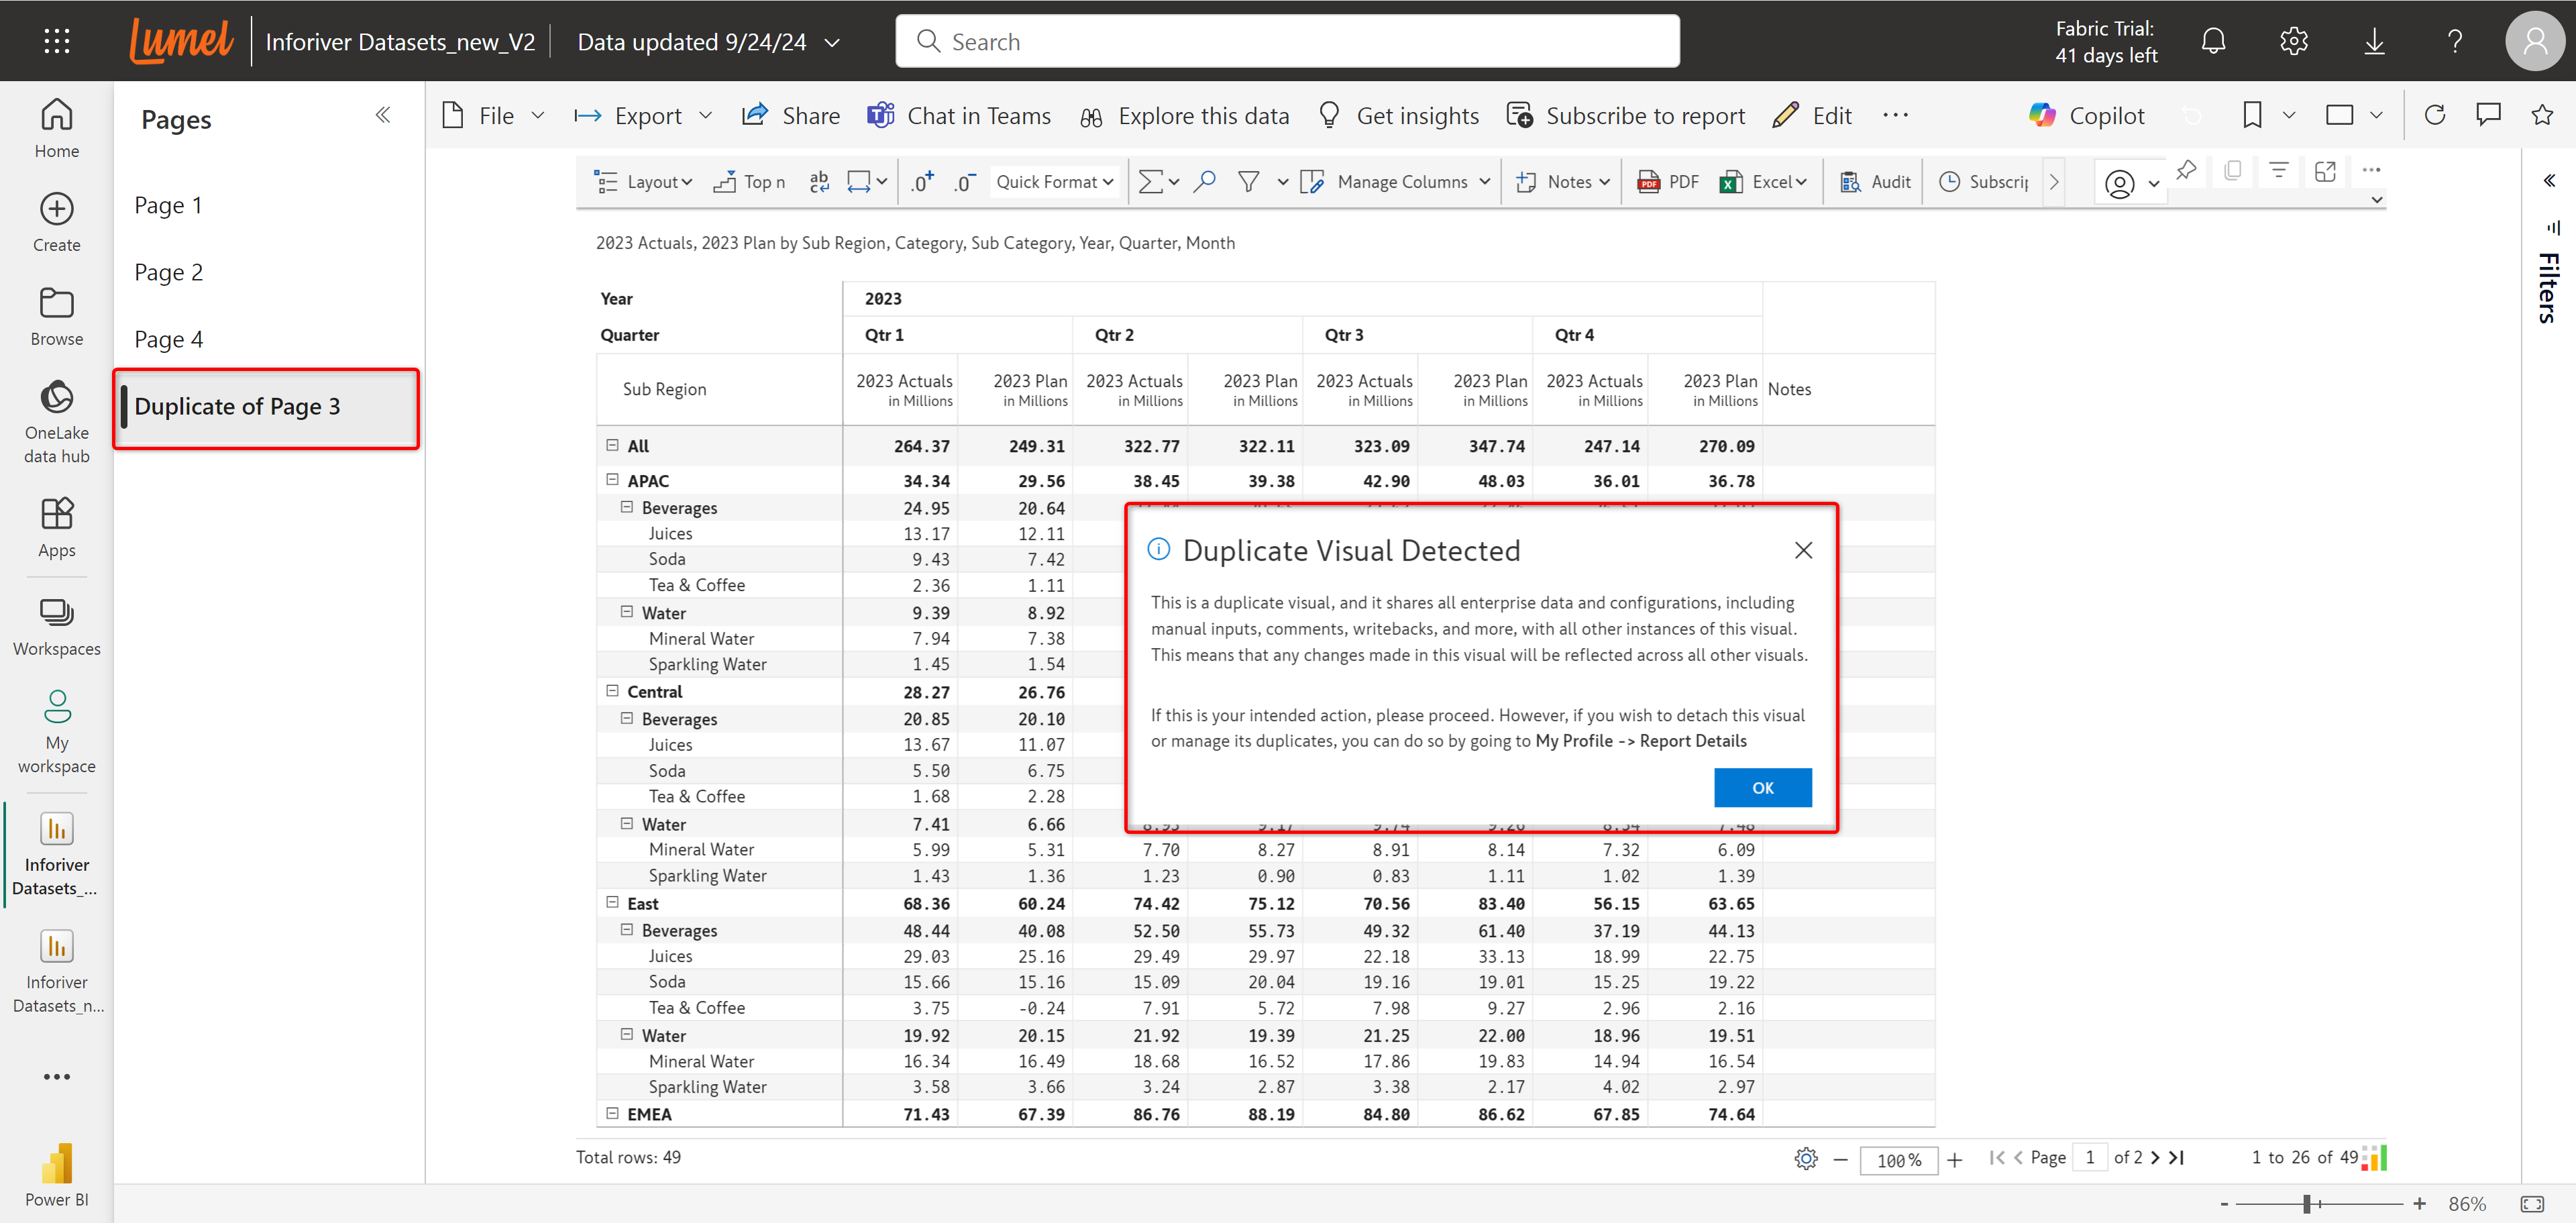 Lumel Inforiver Datasets_new_V2 Data updated 9/24/24 Search Fabric Trial: 41 days left
Home
Create
Browse
OneLake
data hub
Apps
Workspaces
My
workspace
Inforiver
Datasets_...
Inforiver
Datasets_n...
Power BI
Pages
Page 1
Page 2
Page 4
Duplicate of Page 3
File Export Share Chat in Teams Explore this data Get insights Subscribe to report Edit Copilot
Layout Top n Quick Format Manage Columns Notes PDF Excel Audit Subscrip
2023 Actuals, 2023 Plan by Sub Region, Category, Sub Category, Year, Quarter, Month
Filters
Year 2023
Quarter Qtr 1 Qtr 2 Qtr 3 Qtr 4
Sub Region 2023 Actuals 2023 Plan 2023 Actuals 2023 Plan 2023 Actuals 2023 Plan 2023 Actuals 2023 Plan Notes
in Millions in Millions in Millions in Millions in Millions in Millions in Millions in Millions
All 264.37 249.31 322.77 322.11 323.09 347.74 247.14 270.09
APAC 34.34 29.56 38.45 39.38 42.90 48.03 36.01 36.78
Beverages 24.95 20.64
Juices 13.17 12.11
Soda 9.43 7.42
Tea & Coffee 2.36 1.11
Water 9.39 8.92
Mineral Water 7.94 7.38
Sparkling Water 1.45 1.54
Central 28.27 26.76
Beverages 20.85 20.10
Juices 13.67 11.07
Soda 5.50 6.75
Tea & Coffee 1.68 2.28
Water 7.41 6.66
Mineral Water 5.99 5.31 7.70 8.27 8.91 8.14 7.32 6.09
Sparkling Water 1.43 1.36 1.23 0.90 0.83 1.11 1.02 1.39
East 68.36 60.24 74.42 75.12 70.56 83.40 56.15 63.65
Beverages 48.44 40.08 52.50 55.73 49.32 61.40 37.19 44.13
Juices 29.03 25.16 29.49 29.97 22.18 33.13 18.99 22.75
Soda 15.66 15.16 15.09 20.04 19.16 19.01 15.25 19.22
Tea & Coffee 3.75 -0.24 7.91 5.72 7.98 9.27 2.96 2.16
Water 19.92 20.15 21.92 19.39 21.25 22.00 18.96 19.51
Mineral Water 16.34 16.49 18.68 16.52 17.86 19.83 14.94 16.54
Sparkling Water 3.58 3.66 3.24 2.87 3.38 2.17 4.02 2.97
EMEA 71.43 67.39 86.76 88.19 84.80 86.62 67.85 74.64
Duplicate Visual Detected
This is a duplicate visual, and it shares all enterprise data and configurations, including
manual inputs, comments, writebacks, and more, with all other instances of this visual.
This means that any changes made in this visual will be reflected across all other visuals.
If this is your intended action, please proceed. However, if you wish to detach this visual
or manage its duplicates, you can do so by going to My Profile -> Report Details
OK
Total rows: 49 100% Page 1 of 2 1 to 26 of 49
86%